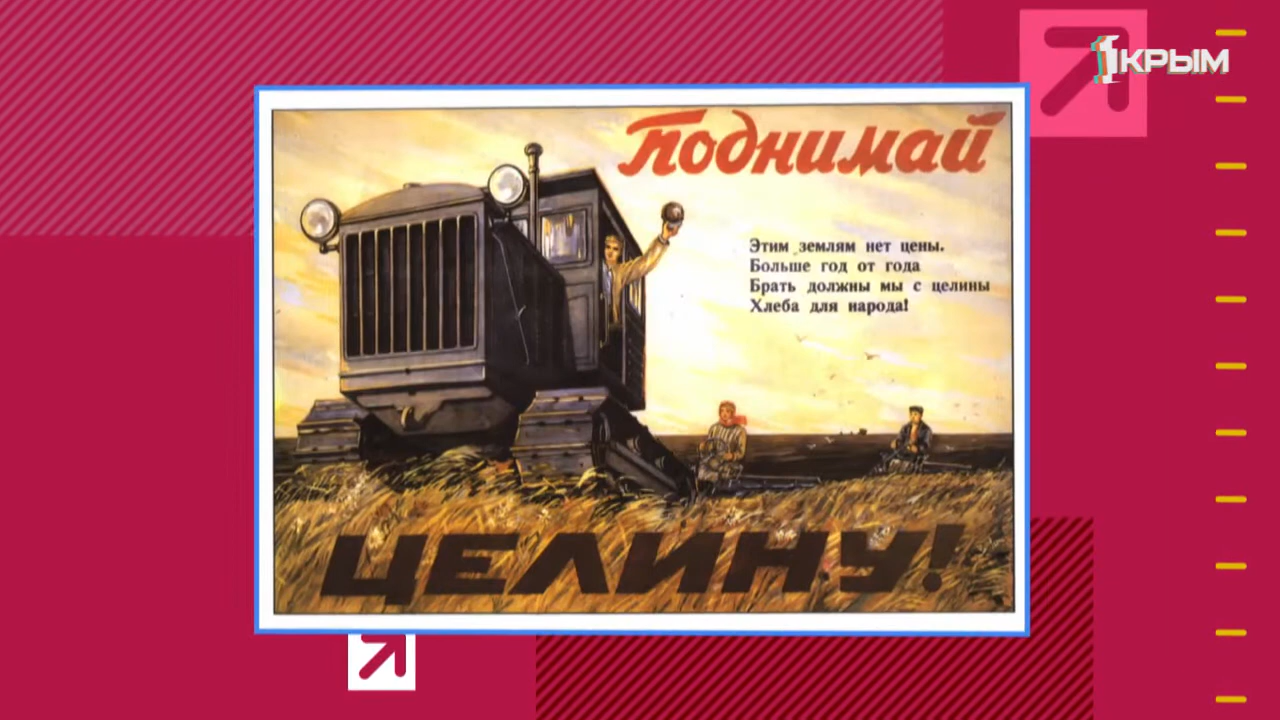 1КРЫМ
Поднимай
Этим землям нет цены.
Больше год от года
Брать должны мы с целины
Хлеба для народа!
ЦЕЛИНУ!